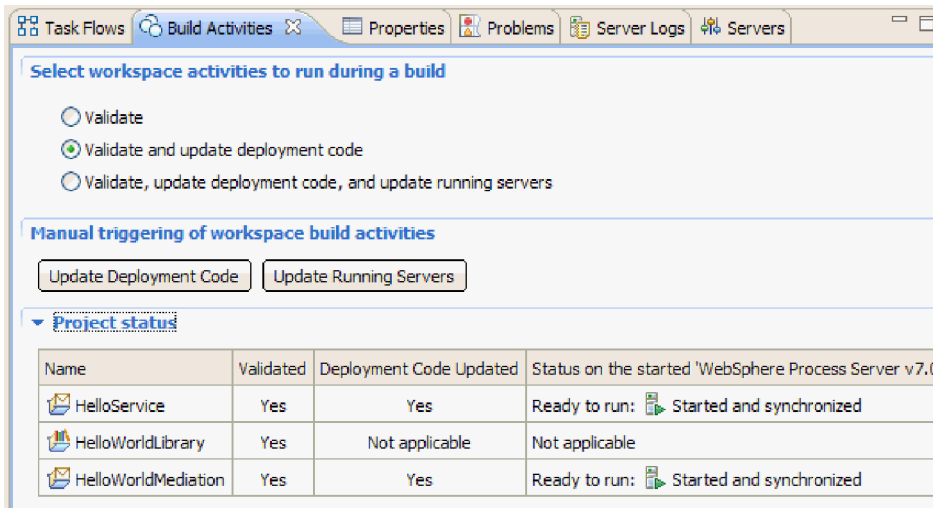 Task Flows Build Activities Properties Problems Server Logs Servers
Select workspace activities to run during a build
Validate
Validate and update deployment code
Validate, update deployment code, and update running servers
Manual triggering of workspace build activities
Update Deployment Code Update Running Servers
Project status
Name Validated Deployment Code Updated Status on the started 'WebSphere Process Server v7.0
HelloService Yes Yes Ready to run: Started and synchronized
HelloWorldLibrary Yes Not applicable Not applicable
HelloWorldMediation Yes Yes Ready to run: Started and synchronized